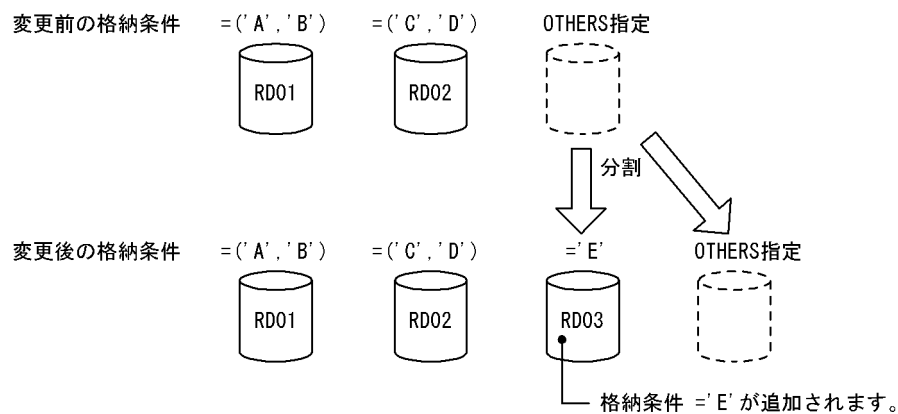 変更前の格納条件 =('A','B') =('C','D') OTHERS指定
RD01 RD02
分割
変更後の格納条件 =('A','B') =('C','D') ='E' OTHERS指定
RD01 RD02 RD03
格納条件 ='E'が追加されます。